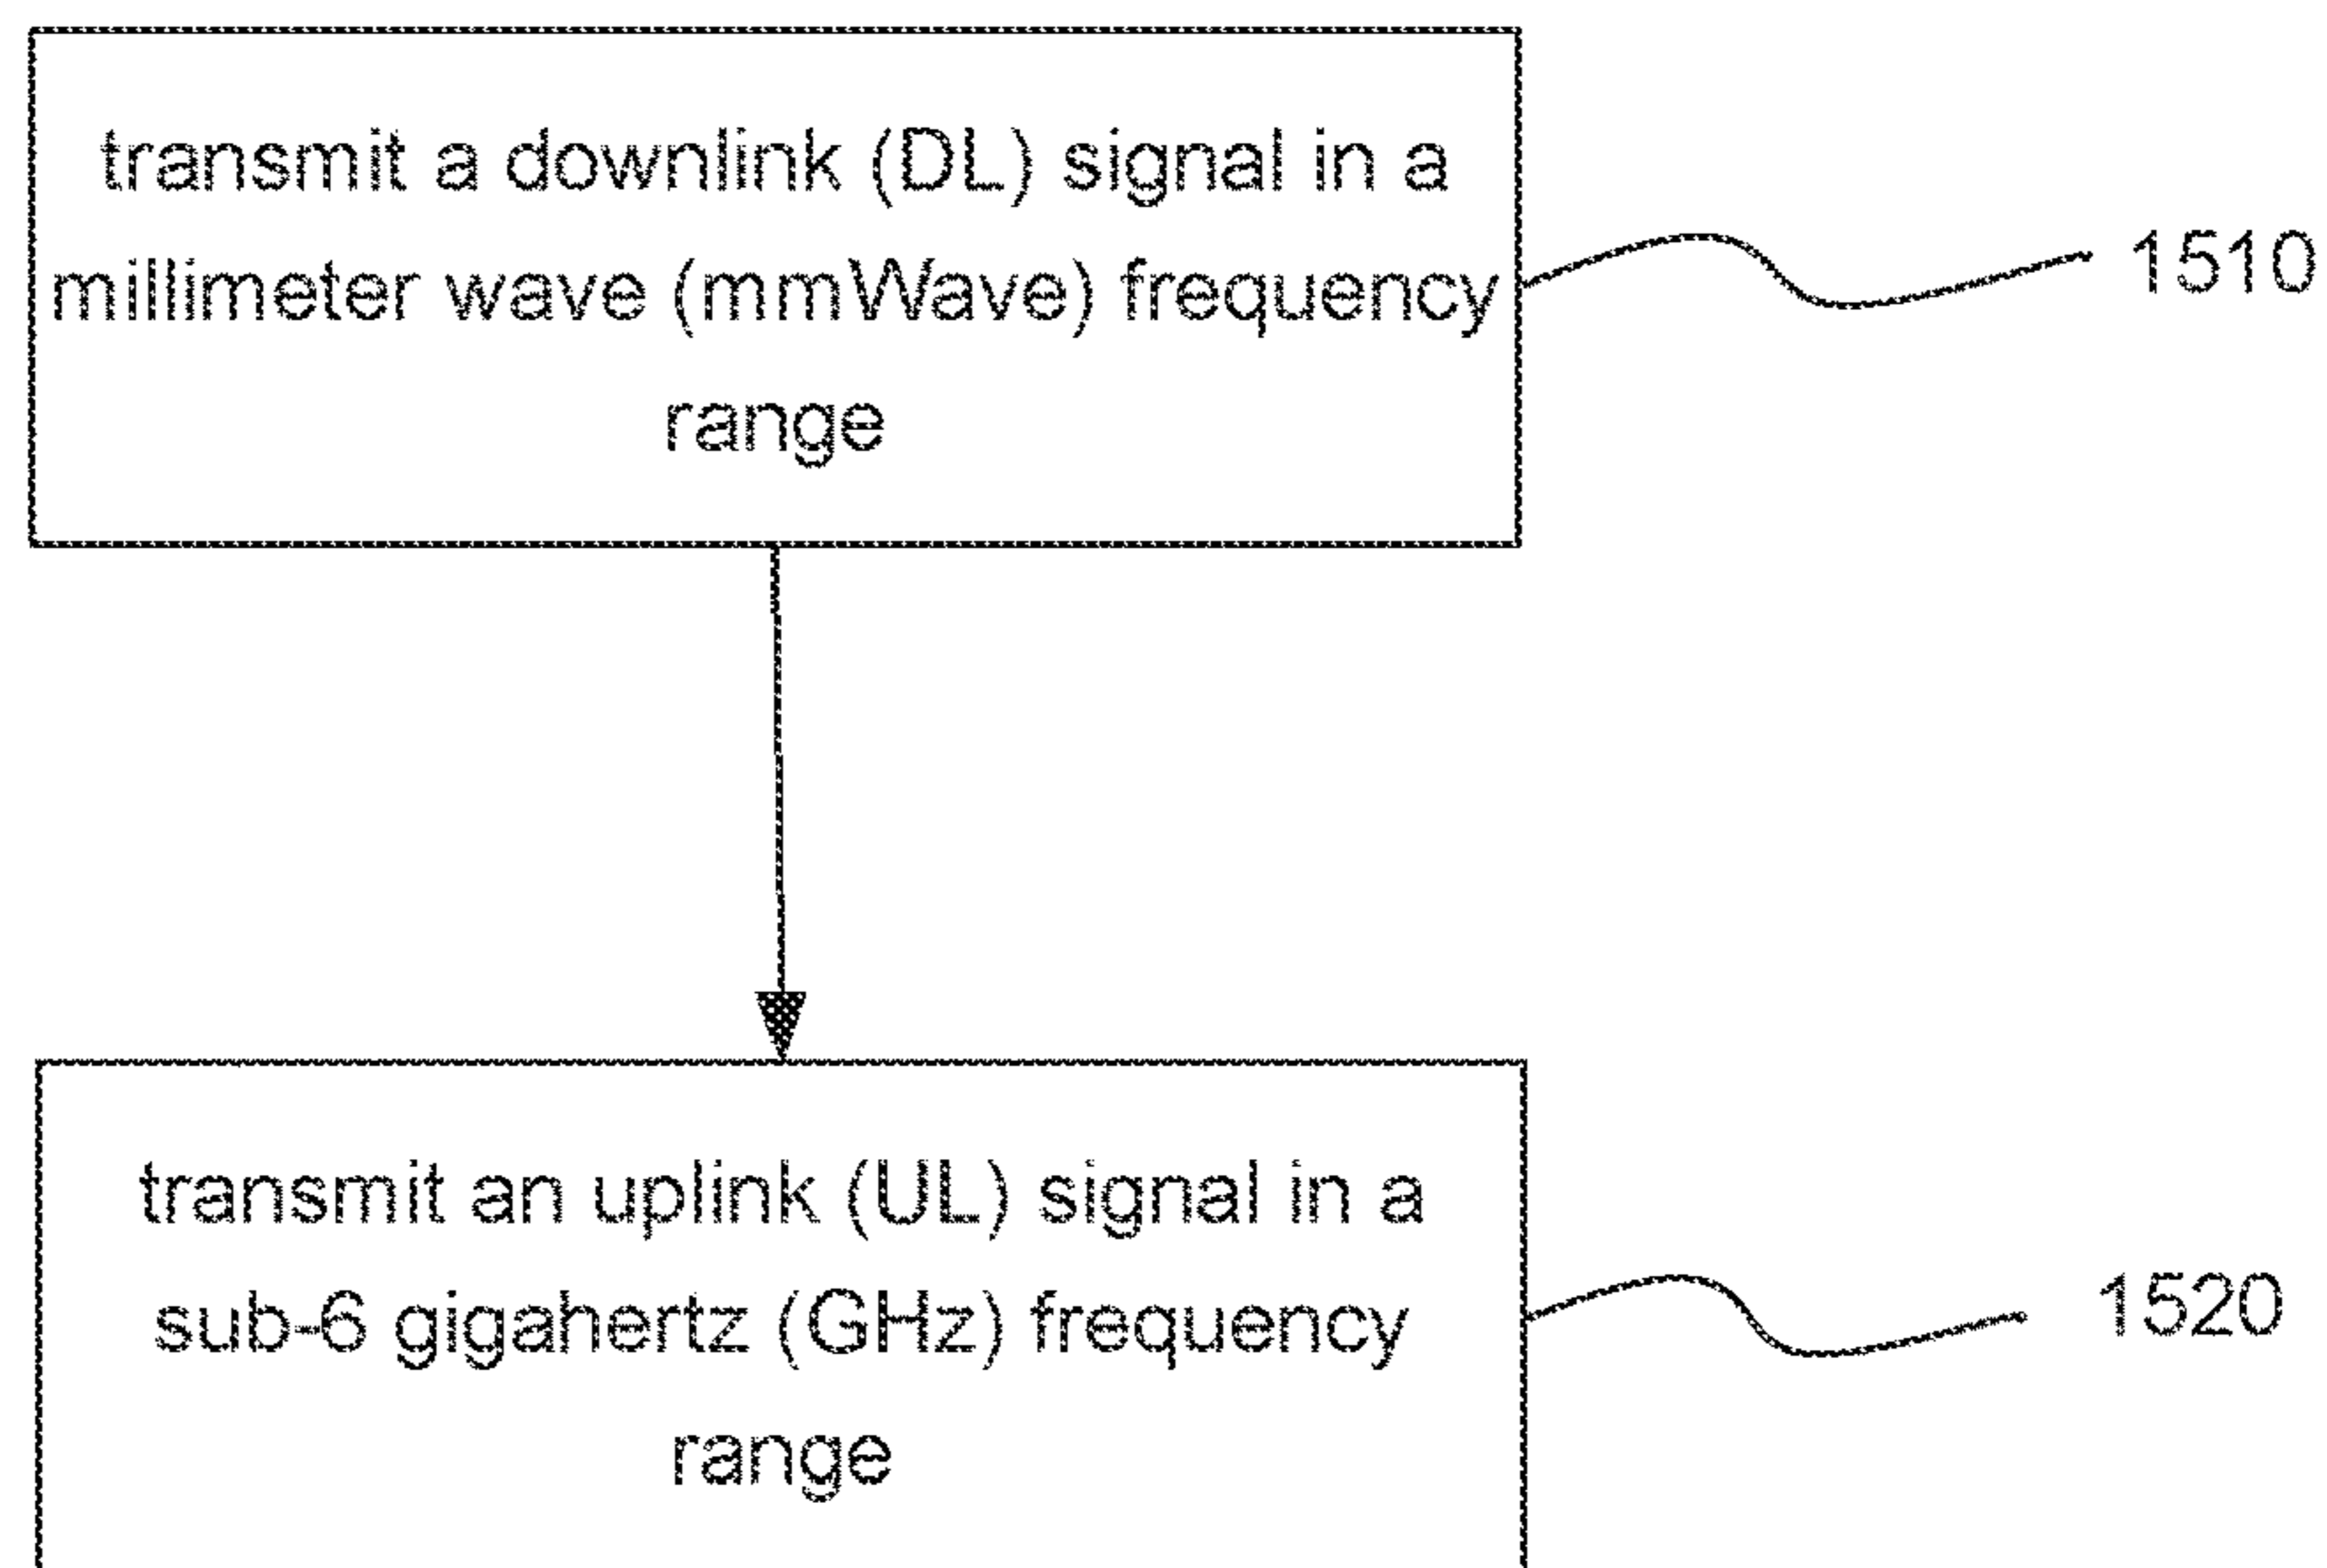 transmit a downlink (DL) signal in a
millimeter wave (mmWave) frequency
range
1510
transmit an uplink (UL) signal in a
sub-6 gigahertz (GHz) frequency
range
1520